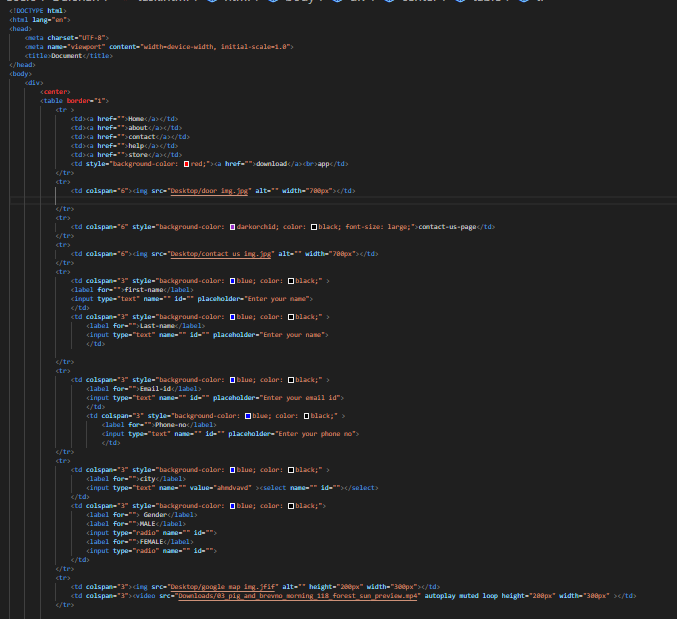 <!DOCTYPE html>
<html lang="en">
<head>
<meta charset="UTF-8">
<meta name="viewport" content="width=device-width, initial-scale=1.0">
<title>Document</title>
</head>
<body>
<div>
<center>
<table border="1">
<tr >
<td><a href="">Home</a></td>
<td><a href="">about</a></td>
<td><a href="">contact</a></td>
<td><a href="">help</a></td>
<td><a href="">store</a></td>
<td style="background-color: red;"><a href="">download</a><br>app</td>
</tr>
<tr>
<td colspan="6"><img src="Desktop/door img.jpg" alt="" width="700px"></td>
</tr>
<tr>
<td colspan="6" style="background-color: darkorchid; color: black; font-size: large;">contact-us-page</td>
</tr>
<tr>
<td colspan="6"><img src="Desktop/contact us img.jpg" alt="" width="700px"></td>
</tr>
<tr>
<td colspan="3" style="background-color: blue; color: black;" >
<label for="">first-name</label>
<input type="text" name="" id="" placeholder="Enter your name">
</td>
<td colspan="3" style="background-color: blue; color: black;" >
<label for="">Last-name</label>
<input type="text" name="" id="" placeholder="Enter your name">
</td>
</tr>
<tr>
<td colspan="3" style="background-color: blue; color: black;" >
<label for="">Email-id</label>
<input type="text" name="" id="" placeholder="Enter your email id">
</td>
<td colspan="3" style="background-color: blue; color: black;" >
<label for="">Phone-no</label>
<input type="text" name="" id="" placeholder="Enter your phone no">
</td>
</tr>
<tr>
<td colspan="3" style="background-color: blue; color: black;" >
<label for="">city</label>
<input type="text" name="" value="ahmdvavd" ><select name="" id=""></select>
</td>
<td colspan="3" style="background-color: blue; color: black;">
<label for=""> Gender</label>
<label for="">MALE</label>
<input type="radio" name="" id="">
<label for="">FEMALE</label>
<input type="radio" name="" id="">
</td>
</tr>
<tr>
<td colspan="3"><img src="Desktop/google map img.jfif" alt="" height="200px" width="300px"></td>
<td colspan="3"><video src="Downloads/03_pig_and_brevno_morning_118_forest_sun_preview.mp4" autoplay muted loop height="200px" width="300px" ></td>
</tr>